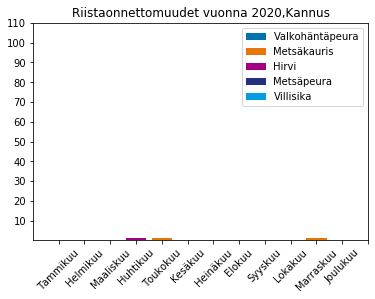 Riistaonnettomuudet vuonna 2020,Kannus
Valkohäntäpeura
Metsäkauris
Hirvi
Metsäpeura
Villisika
110
100
90
80
70
60
50
40
30
20
10
Tammikuu
Helmikuu
Maaliskuu
Huhtikuu
Toukokuu
Kesäkuu
Heinäkuu
Elokuu
Syyskuu
Lokakuu
Marraskuu
Joulukuu